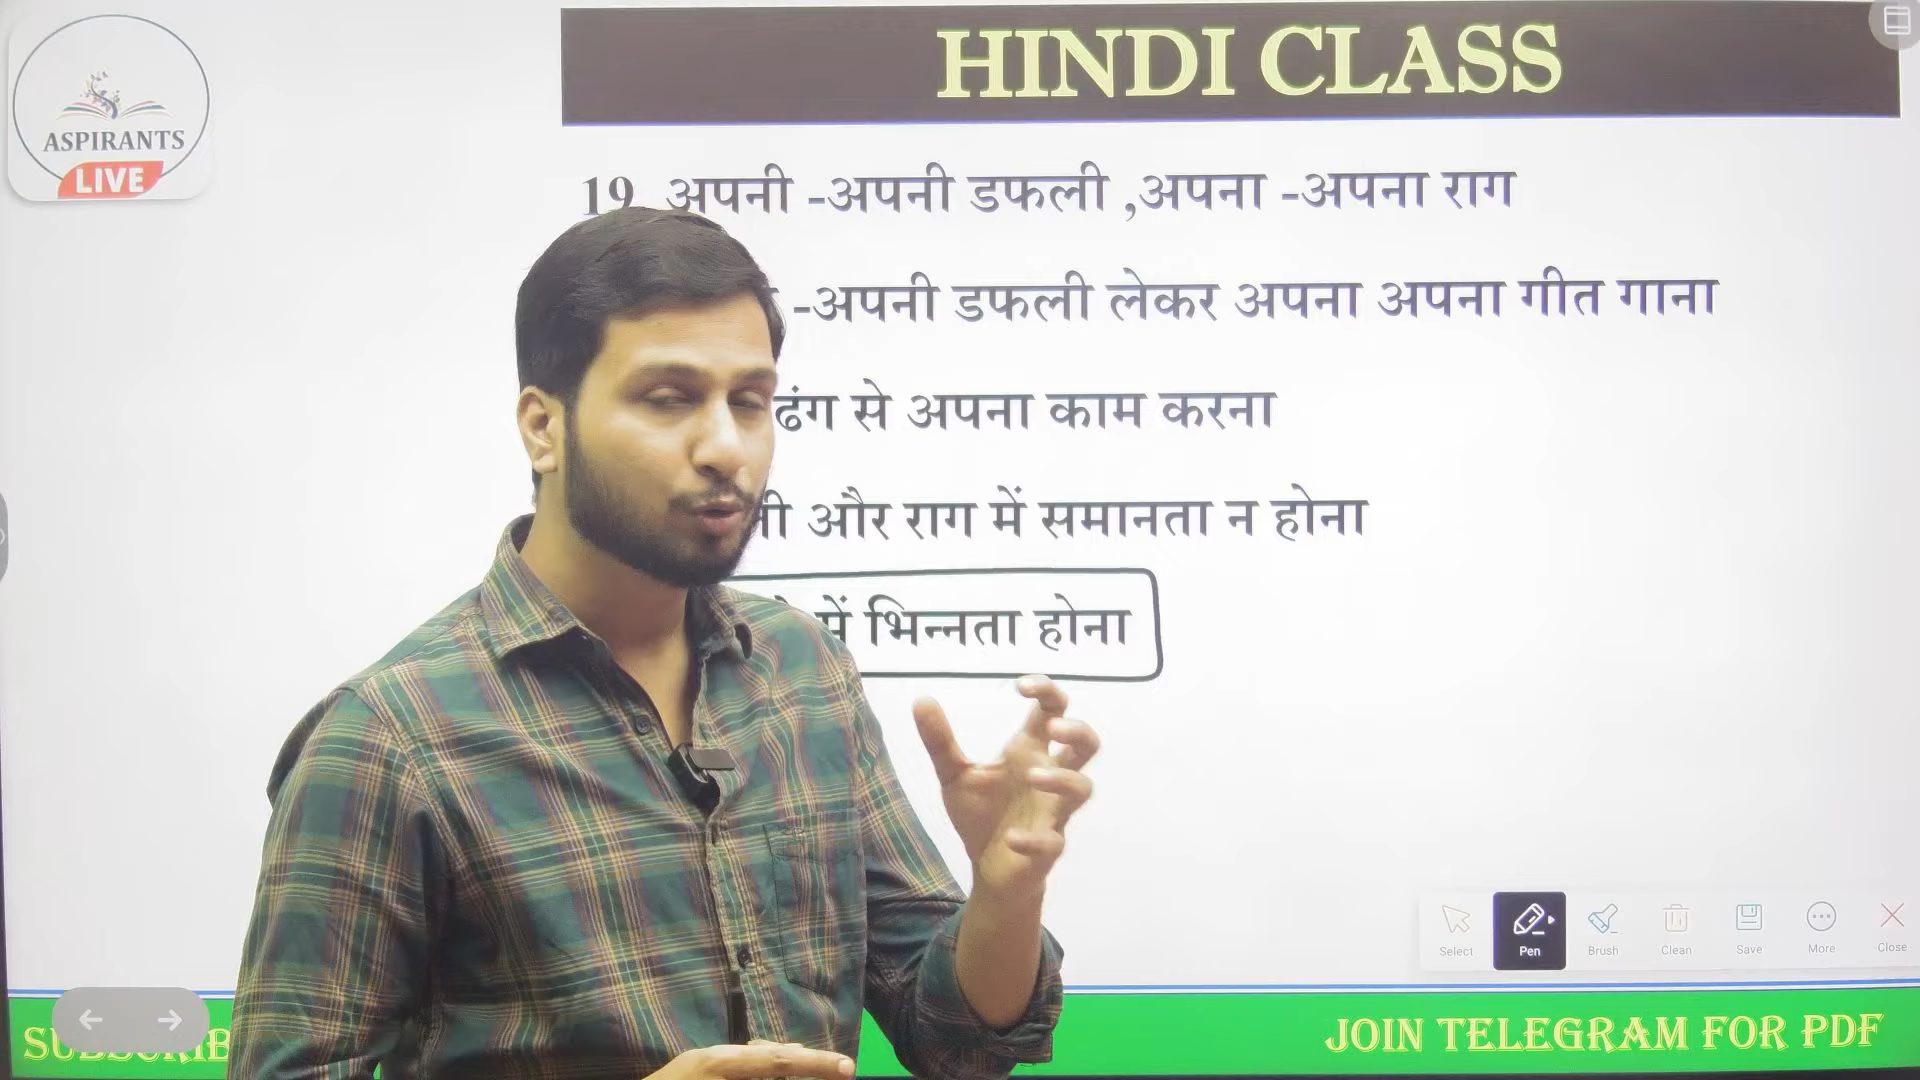 ASPIRANTS
LIVE
HINDI CLASS
19 अपनी -अपनी डफली ,अपना -अपना राग
-अपनी डफली लेकर अपना अपना गीत गाना
ढंग से अपना काम करना
और राग में समानता न होना
में भिन्नता होना
Select Pen Brush Clean Save More Close
JOIN TELEGRAM FOR PDF